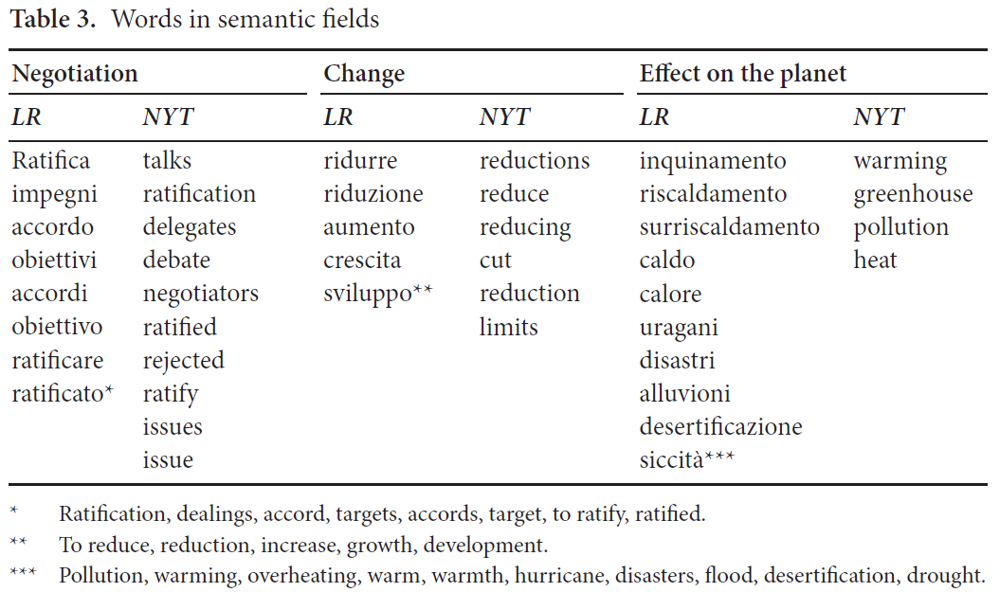 Table 3. Words in semantic fields
Negotiation Change Effect on the planet
LR NYT LR NYT LR NYT
Ratifica talks ridurre reductions inquinamento warming
impegni ratification riduzione reduce riscaldamento greenhouse
accordo delegates aumento reducing surriscaldamento pollution
obiettivi debate crescita cut caldo heat
accordi negotiators sviluppo** reduction calore
obiettivo ratified limits uragani
ratificare rejected disastri
ratificato* ratify alluvioni
issues desertificazione
issue siccità***
* Ratification, dealings, accord, targets, accords, target, to ratify, ratified.
** To reduce, reduction, increase, growth, development.
*** Pollution, warming, overheating, warm, warmth, hurricane, disasters, flood, desertification, drought.